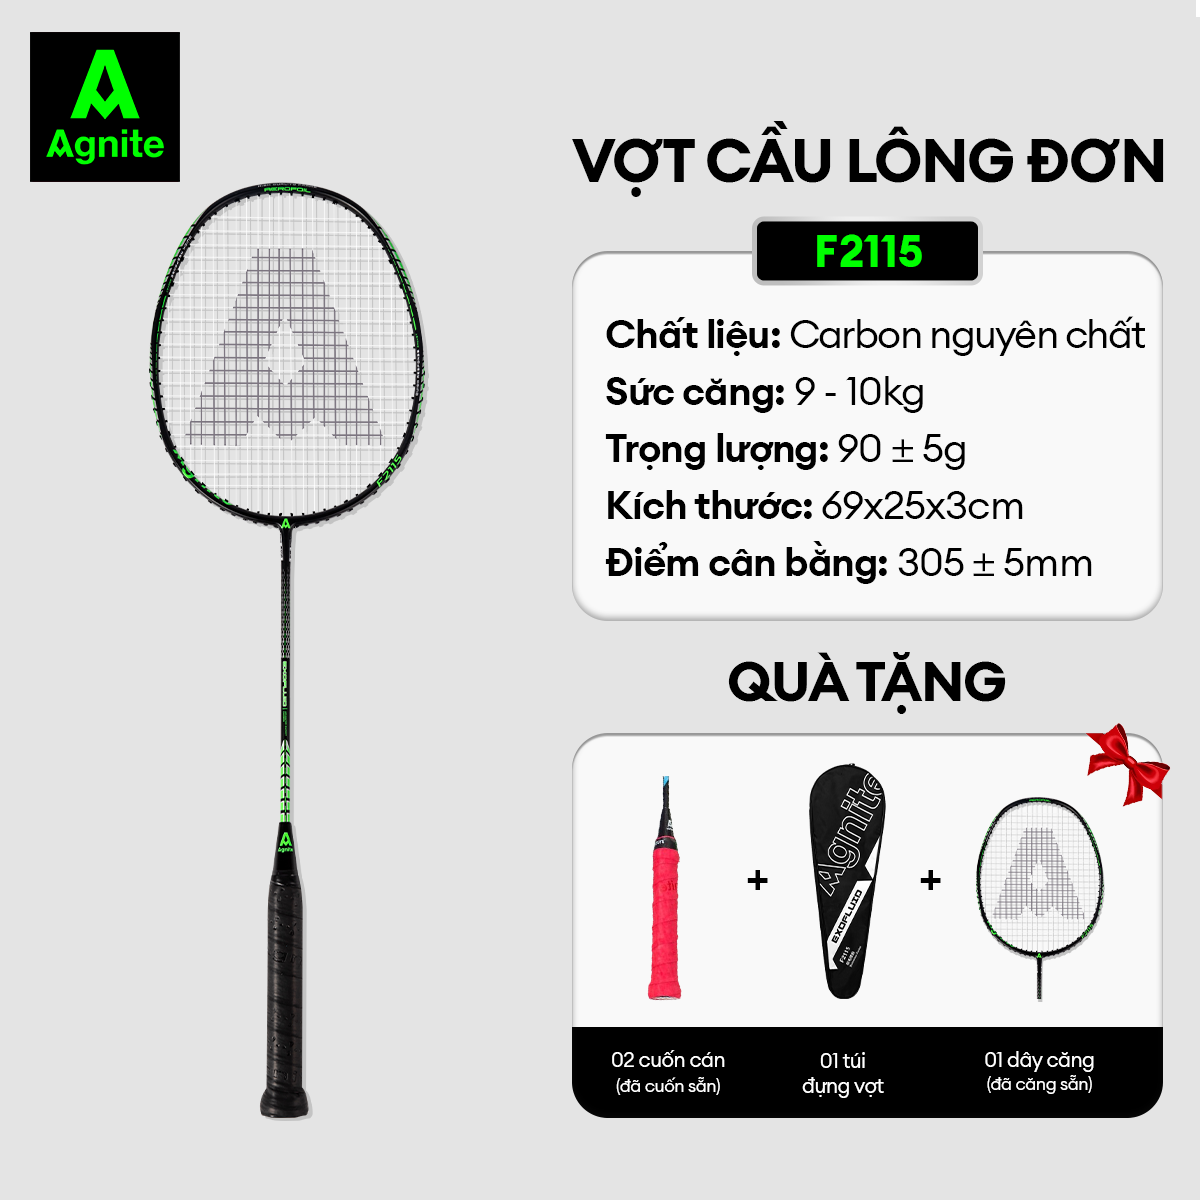 Agnite
VỢT CẦU LÔNG ĐƠN
F2115
Chất liệu: Carbon nguyên chất
Sức căng: 9 - 10kg
Trọng lượng: 90 ± 5g
Kích thước: 69x25x3cm
Điểm cân bằng: 305 ± 5mm
AEROFOIL
F2115
EXOFLUID
Agnite
QUÀ TẶNG
+
+
Agnite
EXOFLUID
F2115
02 cuốn cán
(đã cuốn sẵn)
01 túi
đựng vợt
01 dây căng
(đã căng sẵn)